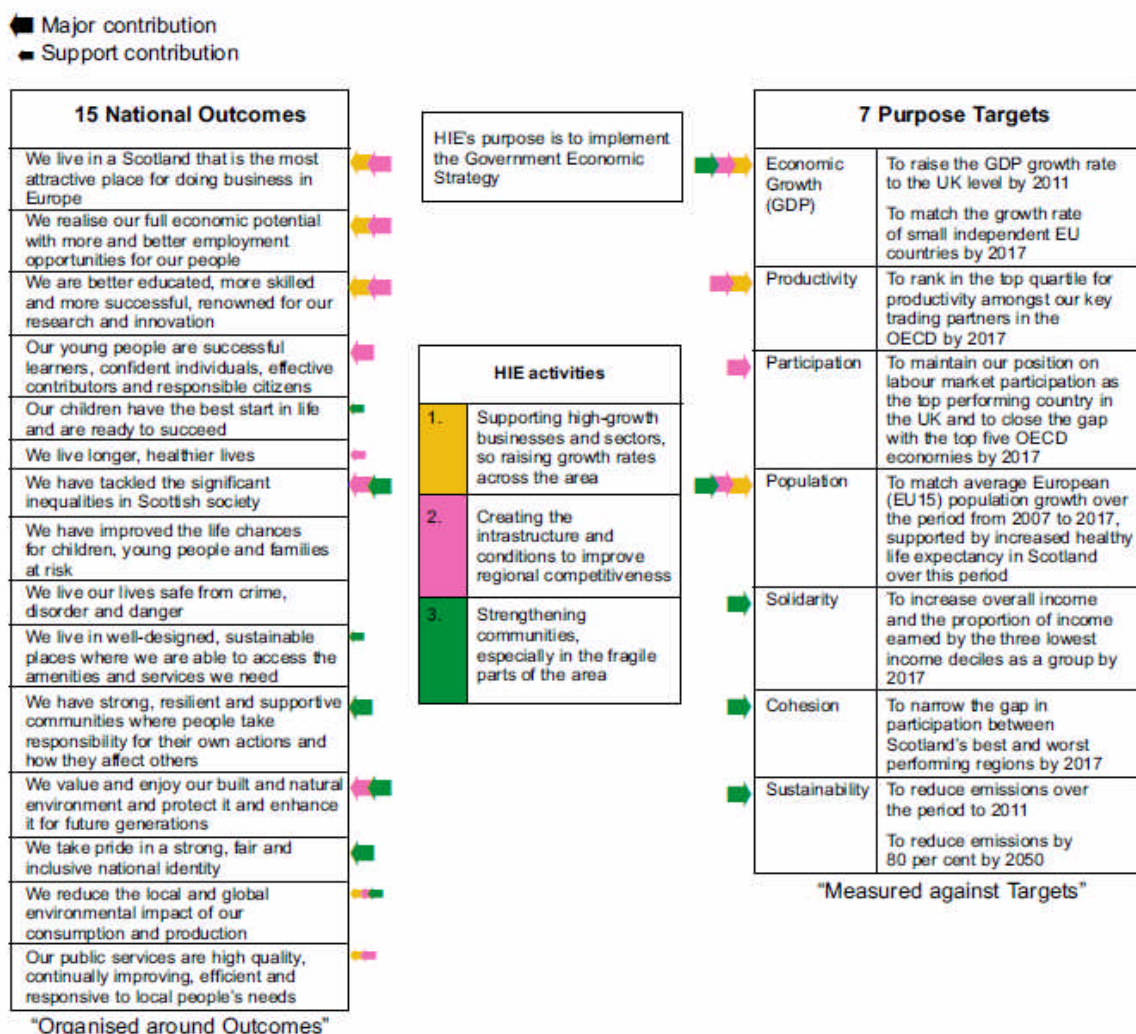 Major contribution
Support contribution
15 National Outcomes
We live in a Scotland that is the most
attractive place for doing business in
Europe
We realise our full economic potential
with more and better employment
opportunities for our people
We are better educated, more skilled
and more successful, renowned for our
research and innovation
Our young people are successful
learners, confident individuals, effective
contributors and responsible citizens
Our children have the best start in life
and are ready to succeed
We live longer, healthier lives
We have tackled the significant
inequalities in Scottish society
We have improved the life chances
for children, young people and families
at risk
We live our lives safe from crime,
disorder and danger
We live in well-designed, sustainable
places where we are able to access the
amenities and services we need
We have strong, resilient and supportive
communities where people take
responsibility for their own actions and
how they affect others
We value and enjoy our built and natural
environment and protect it and enhance
it for future generations
We take pride in a strong, fair and
inclusive national identity
We reduce the local and global
environmental impact of our
consumption and production
Our public services are high quality,
continually improving, efficient and
responsive to local people's needs
“Organised around Outcomes”
HIE's purpose is to implement
the Government Economic
Strategy
HIE activities
1. Supporting high-growth
businesses and sectors,
so raising growth rates
across the area
2. Creating the
intrastructure and
conditions to improve
regional competitiveness
3. Strengthening
communities,
especially in the fragile
parts of the area
7 Purpose Targets
Economic
Growth
(GDP)
To raise the GDP growth rate
to the UK level by 2011
To match the growth rate
of small independent EU
countries by 2017
Productivity
To rank in the top quartile for
productivity amongst our key
trading partners in the
OECD by 2017
Participation
To maintain our position on
labour market participation as
the top performing country in
the UK and to close the gap
with the top five OECD
economies by 2017
Population
To match average European
(EU15) population growth over
the period from 2007 to 2017,
supported by increased healthy
life expectancy in Scotland
over this period
Solidarity
To increase overall income
and the proportion of income
earned by the three lowest
income deciles as a group by
2017
Cohesion
To narrow the gap in
participation between
Scotland's best and worst
performing regions by 2017
Sustainability
To reduce emissions over
the period to 2011
To reduce emissions by
80 per cent by 2050
“Measured against Targets”